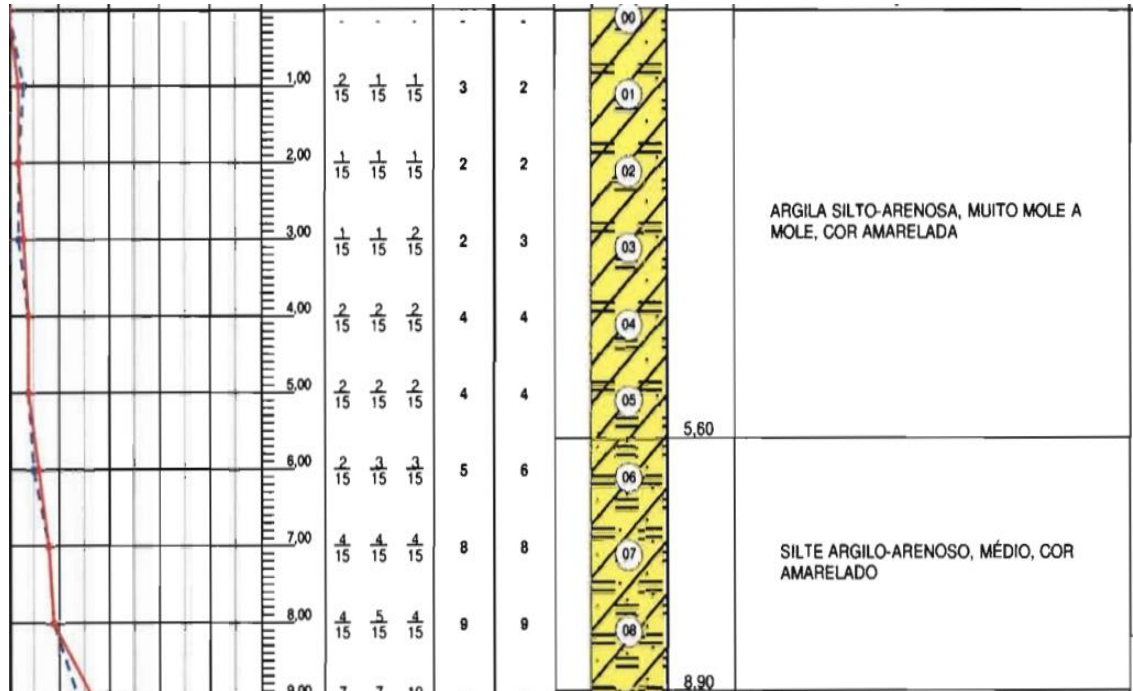 - - - - -
00
1,00 2/15 1/15 1/15 3 2
01
2,00 1/15 1/15 1/15 2 2
02
ARGILA SILTO-ARENOSA, MUITO MOLE A
MOLE, COR AMARELADA
3,00 1/15 1/15 2/15 2 3
03
4,00 2/15 2/15 2/15 4 4
04
5,00 2/15 2/15 2/15 4 4
05
5,60
6,00 2/15 3/15 3/15 5 6
06
7,00 4/15 4/15 4/15 8 8
07
SILTE ARGILO-ARENOSO, MÉDIO, COR
AMARELADO
8,00 4/15 5/15 4/15 9 9
08
8,90
9,00 7 7 10